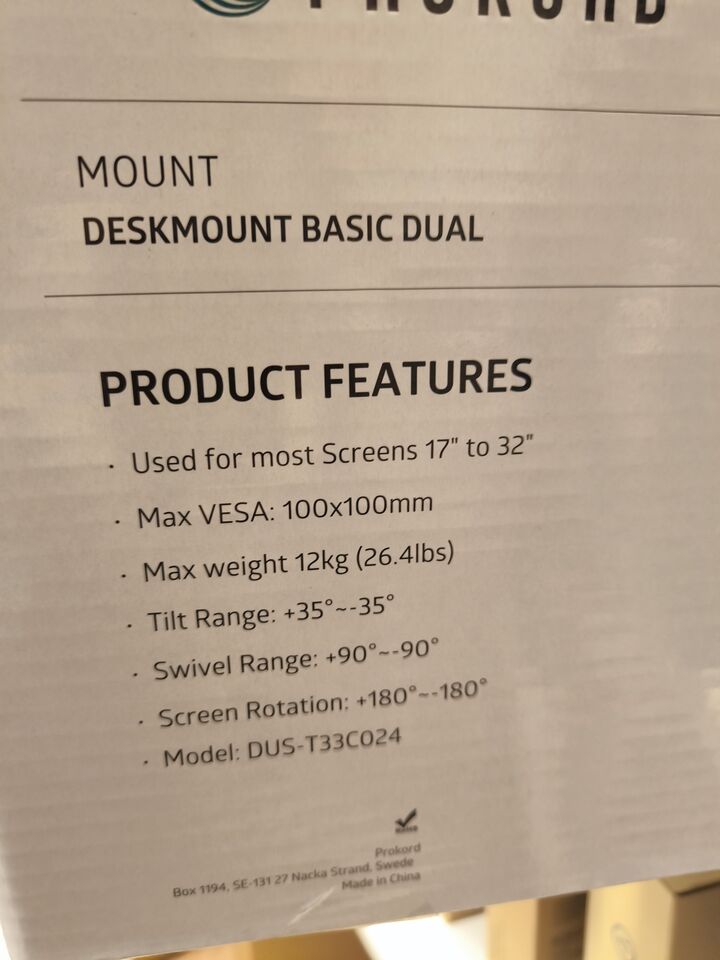 PROKORD
MOUNT
DESKMOUNT BASIC DUAL
PRODUCT FEATURES
· Used for most Screens 17" to 32"
· Max VESA: 100x100mm
· Max weight 12kg (26.4lbs)
· Tilt Range: +35°~-35°
· Swivel Range: +90°~-90°
· Screen Rotation: +180°~-180°
· Model: DUS-T33C024
Prokord
Box 1194, SE-131 27 Nacka Strand, Swede
Made in China